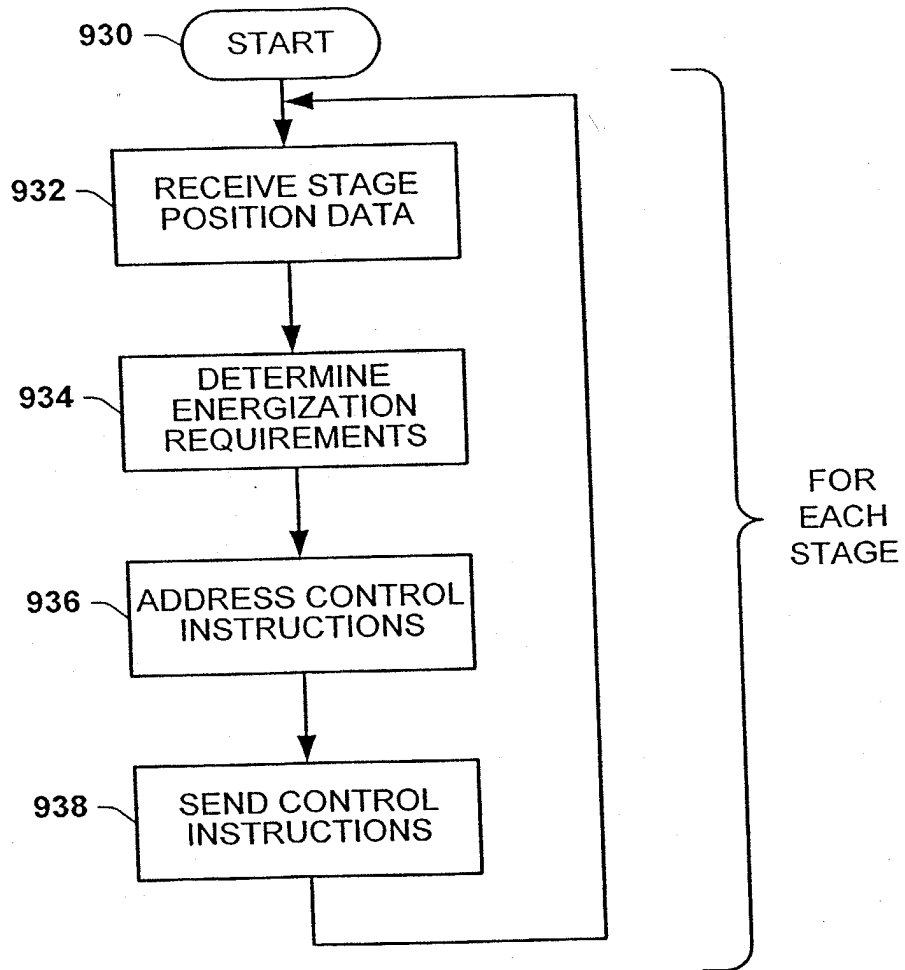 930
START
932
RECEIVE STAGE
POSITION DATA
934
DETERMINE
ENERGIZATION
REQUIREMENTS
936
ADDRESS CONTROL
INSTRUCTIONS
938
SEND CONTROL
INSTRUCTIONS
FOR
EACH
STAGE